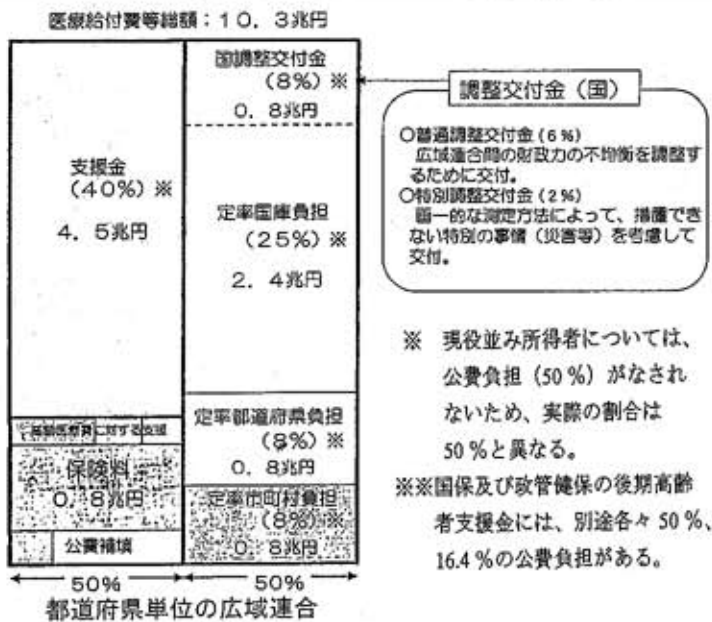 医療給付費等総額：10．3兆円
支援金
(40%) ※
4．5兆円
高額医療費に対する支援
保険料
0．8兆円
公費補填
国調整交付金
(8%) ※
0．8兆円
定率国庫負担
(25%) ※
2．4兆円
定率都道府県負担
(8%) ※
0．8兆円
定率市町村負担
(8%) ※
0．8兆円
50%
50%
都道府県単位の広域連合
調整交付金（国）
○普通調整交付金(6%)
広域連合間の財政力の不均衡を調整す
るために交付。
○特別調整交付金(2%)
画一的な測定方法によって、措置でき
ない特別の事情（災害等）を考慮して
交付。
※ 現役並み所得者については、
公費負担（50％）がなされ
ないため、実際の割合は
50％と異なる。
※※国保及び政管健保の後期高齢
者支援金には、別途各々50％、
16.4％の公費負担がある。